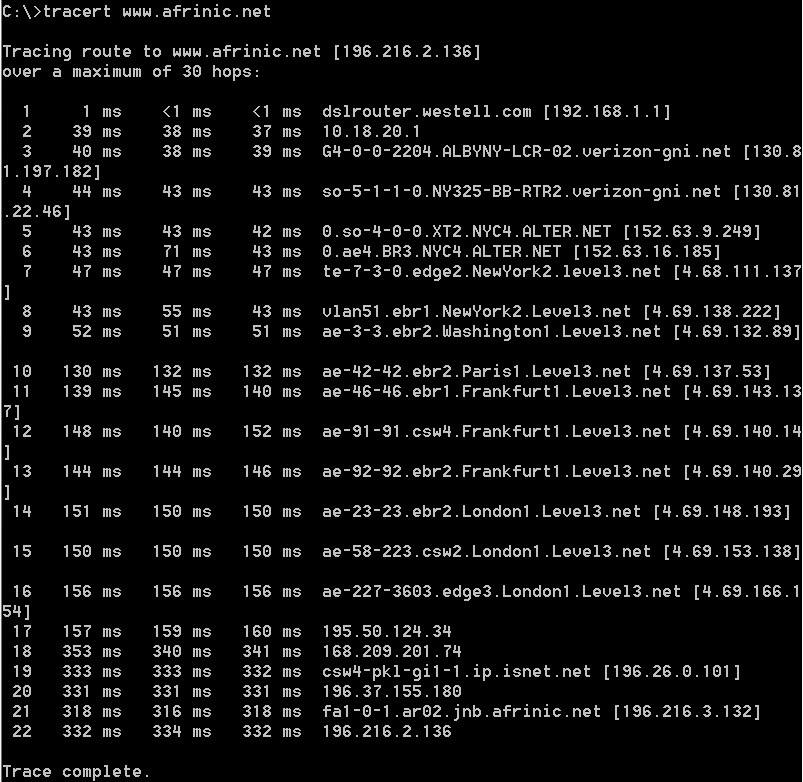 C:\>tracert www.afrinic.net
Tracing route to www.afrinic.net [196.216.2.136]
over a maximum of 30 hops:
1 1 ms <1 ms <1 ms dslrouter.westell.com [192.168.1.1]
2 39 ms 38 ms 37 ms 10.18.20.1
3 40 ms 38 ms 39 ms G4-0-0-2204.ALBYNY-LCR-02.verizon-gni.net [130.8
1.197.182]
4 44 ms 43 ms 43 ms so-5-1-1-0.NY325-BB-RTR2.verizon-gni.net [130.81
.22.46]
5 43 ms 43 ms 42 ms 0.so-4-0-0.XT2.NYC4.ALTER.NET [152.63.9.249]
6 43 ms 71 ms 43 ms 0.ae4.BR3.NYC4.ALTER.NET [152.63.16.185]
7 47 ms 47 ms 47 ms te-7-3-0.edge2.NewYork2.level3.net [4.68.111.137
]
8 43 ms 55 ms 43 ms vlan51.ebr1.NewYork2.Level3.net [4.69.138.222]
9 52 ms 51 ms 51 ms ae-3-3.ebr2.Washington1.Level3.net [4.69.132.89]
10 130 ms 132 ms 132 ms ae-42-42.ebr2.Paris1.Level3.net [4.69.137.53]
11 139 ms 145 ms 140 ms ae-46-46.ebr1.Frankfurt1.Level3.net [4.69.143.13
7]
12 148 ms 140 ms 152 ms ae-91-91.csw4.Frankfurt1.Level3.net [4.69.140.14
]
13 144 ms 144 ms 146 ms ae-92-92.ebr2.Frankfurt1.Level3.net [4.69.140.29
]
14 151 ms 150 ms 150 ms ae-23-23.ebr2.London1.Level3.net [4.69.148.193]
15 150 ms 150 ms 150 ms ae-58-223.csw2.London1.Level3.net [4.69.153.138]
16 156 ms 156 ms 156 ms ae-227-3603.edge3.London1.Level3.net [4.69.166.1
54]
17 157 ms 159 ms 160 ms 195.50.124.34
18 353 ms 340 ms 341 ms 168.209.201.74
19 333 ms 333 ms 332 ms csw4-pkl-gi1-1.ip.isnet.net [196.26.0.101]
20 331 ms 331 ms 331 ms 196.37.155.180
21 318 ms 316 ms 318 ms fa1-0-1.ar02.jnb.afrinic.net [196.216.3.132]
22 332 ms 334 ms 332 ms 196.216.2.136
Trace complete.